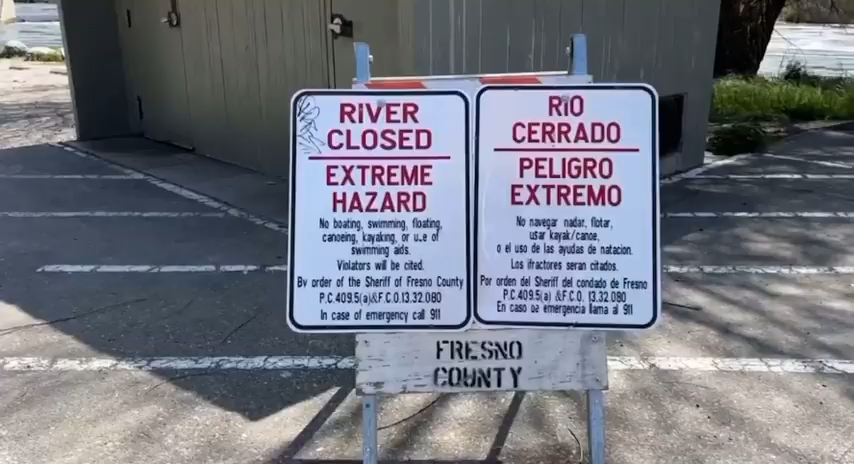 RIVER
CLOSED
EXTREME
HAZARD
No boating, swimming, floating,
canoeing, kayaking, or use of
swimming aids.
Violators will be cited.
By order of the Sheriff of Fresno County
P.C.409.5(a)&F.C.O.13.32.080
In case of emergency call 911
RIO
CERRADO
PELIGRO
EXTREMO
No navegar nadar, flotar,
usar kayak/canoe,
o el uso de las ayudas de natacion.
Los ifractores seran citados.
Por orden del Sheriff del condado de Fresno
P.C.409.5(a) &F.C.O. 13.32.080
En caso de emergencia llama al 911
FRESNO
COUNTY